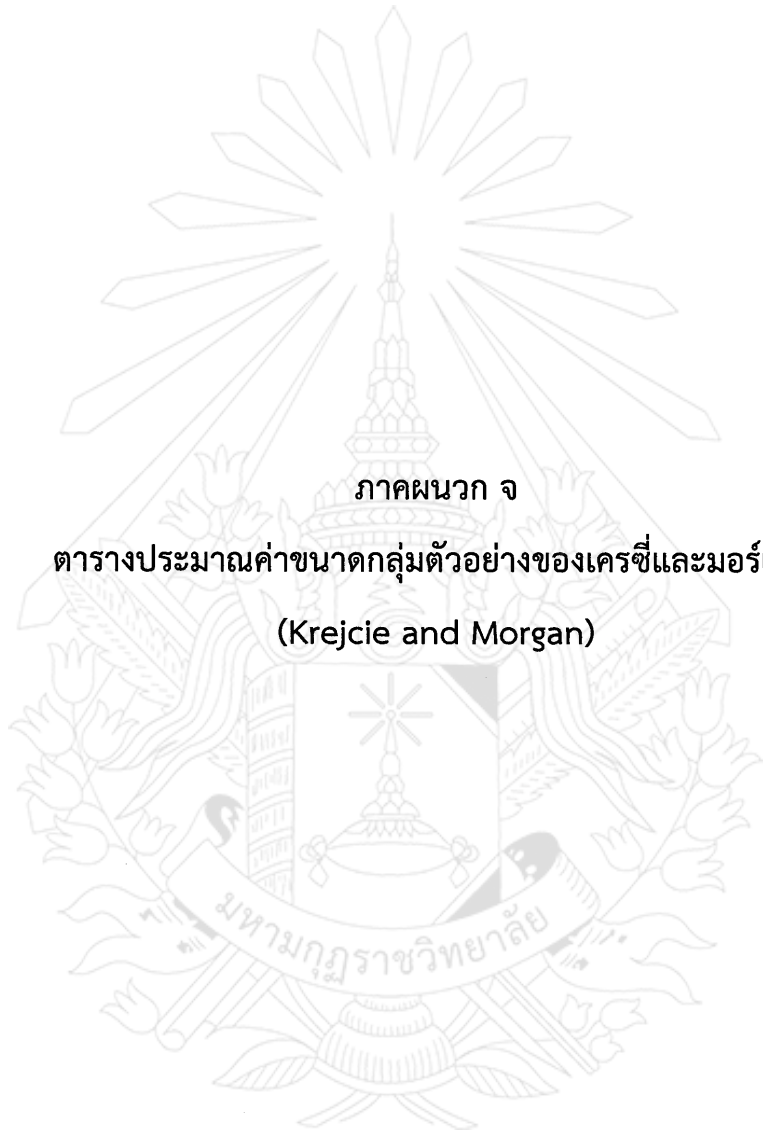 ภาคผนวก จ
ตารางประมาณค่าขนาดกลุ่มตัวอย่างของเครซี่และมอร์
(Krejcie and Morgan)
มหามกุฏราชวิทยาลัย